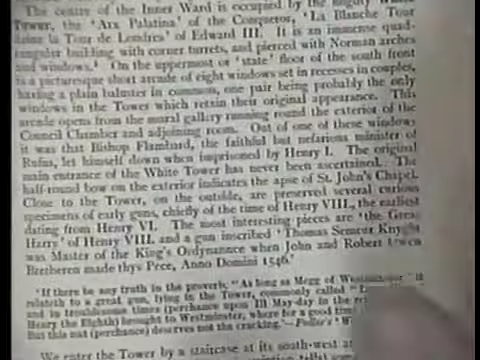 The centre of the Inner Ward is occupied by the mighty White
Tower, the 'Arx Palatina' of the Conqueror, 'La Blanche Tour
dans la Tour de Londres' of Edward III. It is an immense quad-
rangular building with corner turrets, and pierced with Norman arches
and windows. On the uppermost or 'state' floor of the south front
is a picturesque short arcade of eight windows set in recesses in couples,
having a plain baluster in common, one pair being probably the only
windows in the Tower which retain their original appearance. This
arcade opens from the mural gallery running round the exterior of the
Council Chamber and adjoining room. Out of one of these windows
it was that Bishop Flambard, the faithful but nefarious minister of
Rufus, let himself down when imprisoned by Henry I. The original
main entrance of the White Tower has never been ascertained. The
half-round bow on the exterior indicates the apse of St. John's Chapel.
Close to the Tower, on the outside, are preserved several curious
specimens of early guns, chiefly of the time of Henry VIII, the earliest
dating from Henry VI. The most interesting pieces are 'the Great
Harry' of Henry VIII, and a gun inscribed 'Thomas Semeur Knyght
was Master of the King's Ordynannce when John and Robert Owen
Bretheren made thys Pece, Anno Domini 1546.'
'If there be any truth in the proverb, "As long as Megg of Westminster" it
relateth to a great gun, lying in the Tower, commonly called
and in troublesome times (perchance upon Ill May-day in the
Henry the Eighth) brought to Westminster, where for a good time
But this nut (perchance) deserves not the cracking.'—Fuller's
We enter the Tower by a staircase at its south-west